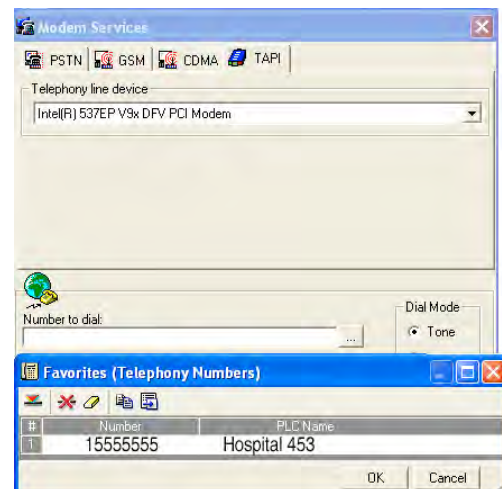 Modem Services
PSTN GSM CDMA TAPI
Telephony line device
Intel(R) 537EP V9x DFV PCI Modem
Number to dial:
...
Dial Mode
Tone
Favorites (Telephony Numbers)
# Number PLC Name
1 15555555 Hospital 453
OK Cancel